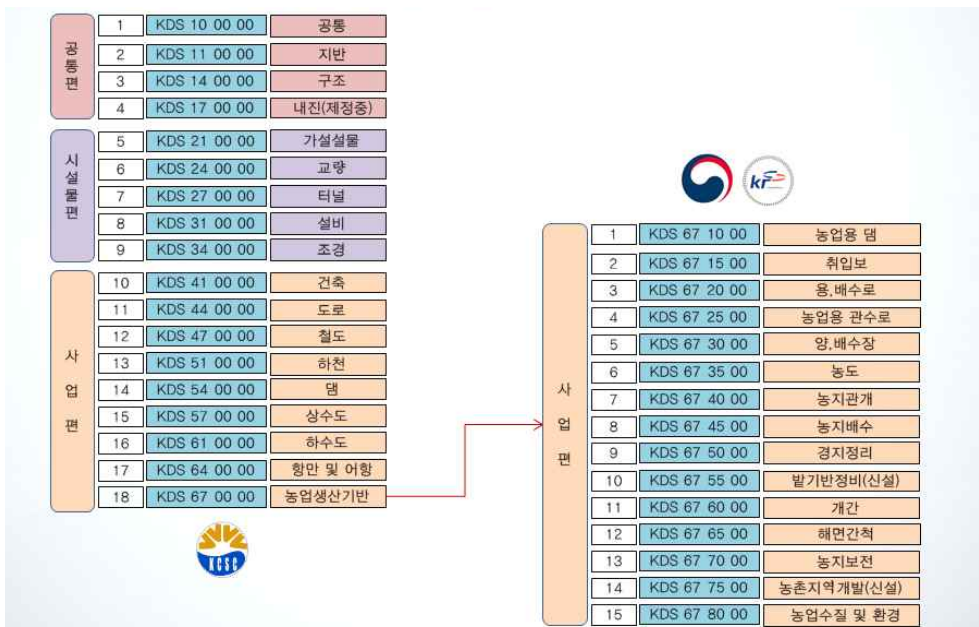 공통편
1 KDS 10 00 00 공통
2 KDS 11 00 00 지반
3 KDS 14 00 00 구조
4 KDS 17 00 00 내진(제정중)
시설물편
5 KDS 21 00 00 가설설물
6 KDS 24 00 00 교량
7 KDS 27 00 00 터널
8 KDS 31 00 00 설비
9 KDS 34 00 00 조경
사업편
10 KDS 41 00 00 건축
11 KDS 44 00 00 도로
12 KDS 47 00 00 철도
13 KDS 51 00 00 하천
14 KDS 54 00 00 댐
15 KDS 57 00 00 상수도
16 KDS 61 00 00 하수도
17 KDS 64 00 00 항만 및 어항
18 KDS 67 00 00 농업생산기반
KCSC
kr
사업편
1 KDS 67 10 00 농업용 댐
2 KDS 67 15 00 취입보
3 KDS 67 20 00 용,배수로
4 KDS 67 25 00 농업용 관수로
5 KDS 67 30 00 양,배수장
6 KDS 67 35 00 농도
7 KDS 67 40 00 농지관개
8 KDS 67 45 00 농지배수
9 KDS 67 50 00 경지정리
10 KDS 67 55 00 밭기반정비(신설)
11 KDS 67 60 00 개간
12 KDS 67 65 00 해면간척
13 KDS 67 70 00 농지보전
14 KDS 67 75 00 농촌지역개발(신설)
15 KDS 67 80 00 농업수질 및 환경